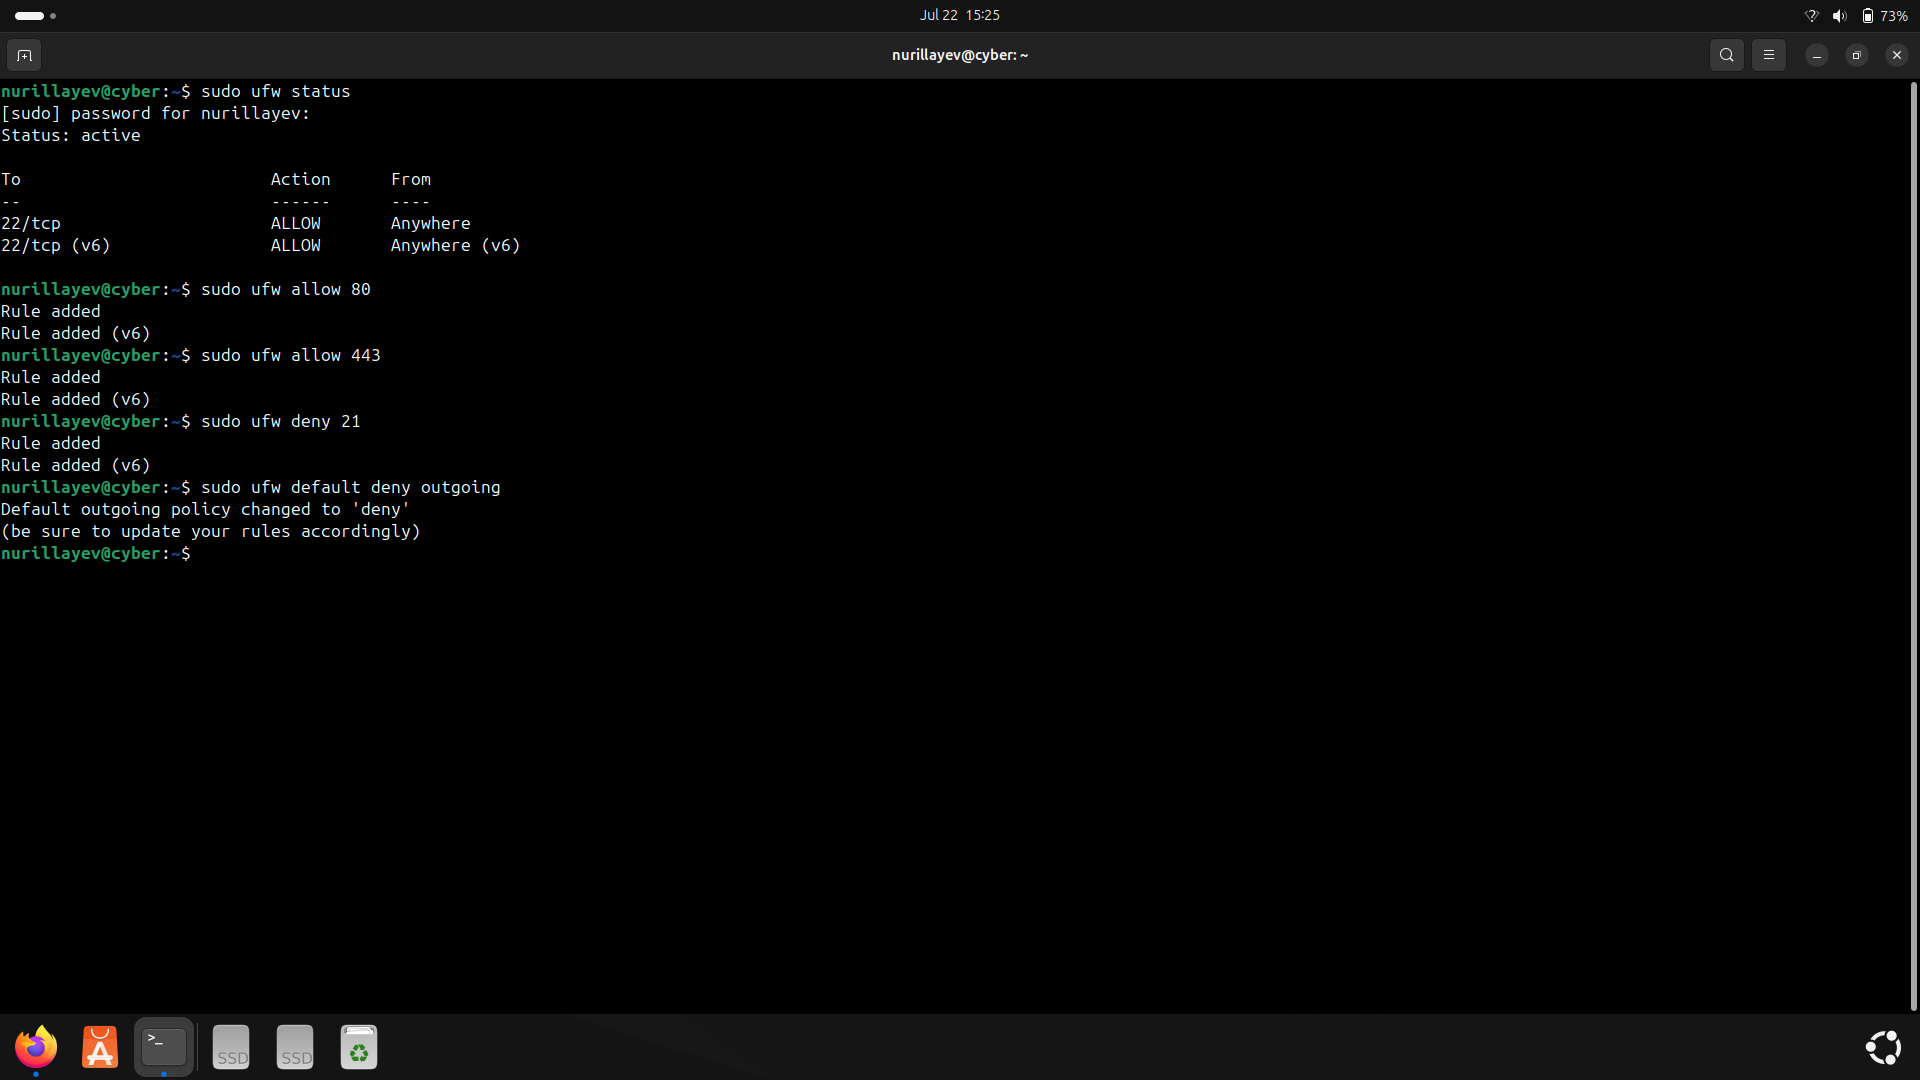 Jul 22 15:25
73%
nurillayev@cyber: ~
nurillayev@cyber:~$ sudo ufw status
[sudo] password for nurillayev:
Status: active
To                         Action      From
--                         ------      ----
22/tcp                     ALLOW       Anywhere
22/tcp (v6)                ALLOW       Anywhere (v6)
nurillayev@cyber:~$ sudo ufw allow 80
Rule added
Rule added (v6)
nurillayev@cyber:~$ sudo ufw allow 443
Rule added
Rule added (v6)
nurillayev@cyber:~$ sudo ufw deny 21
Rule added
Rule added (v6)
nurillayev@cyber:~$ sudo ufw default deny outgoing
Default outgoing policy changed to 'deny'
(be sure to update your rules accordingly)
nurillayev@cyber:~$
>_
SSD
SSD